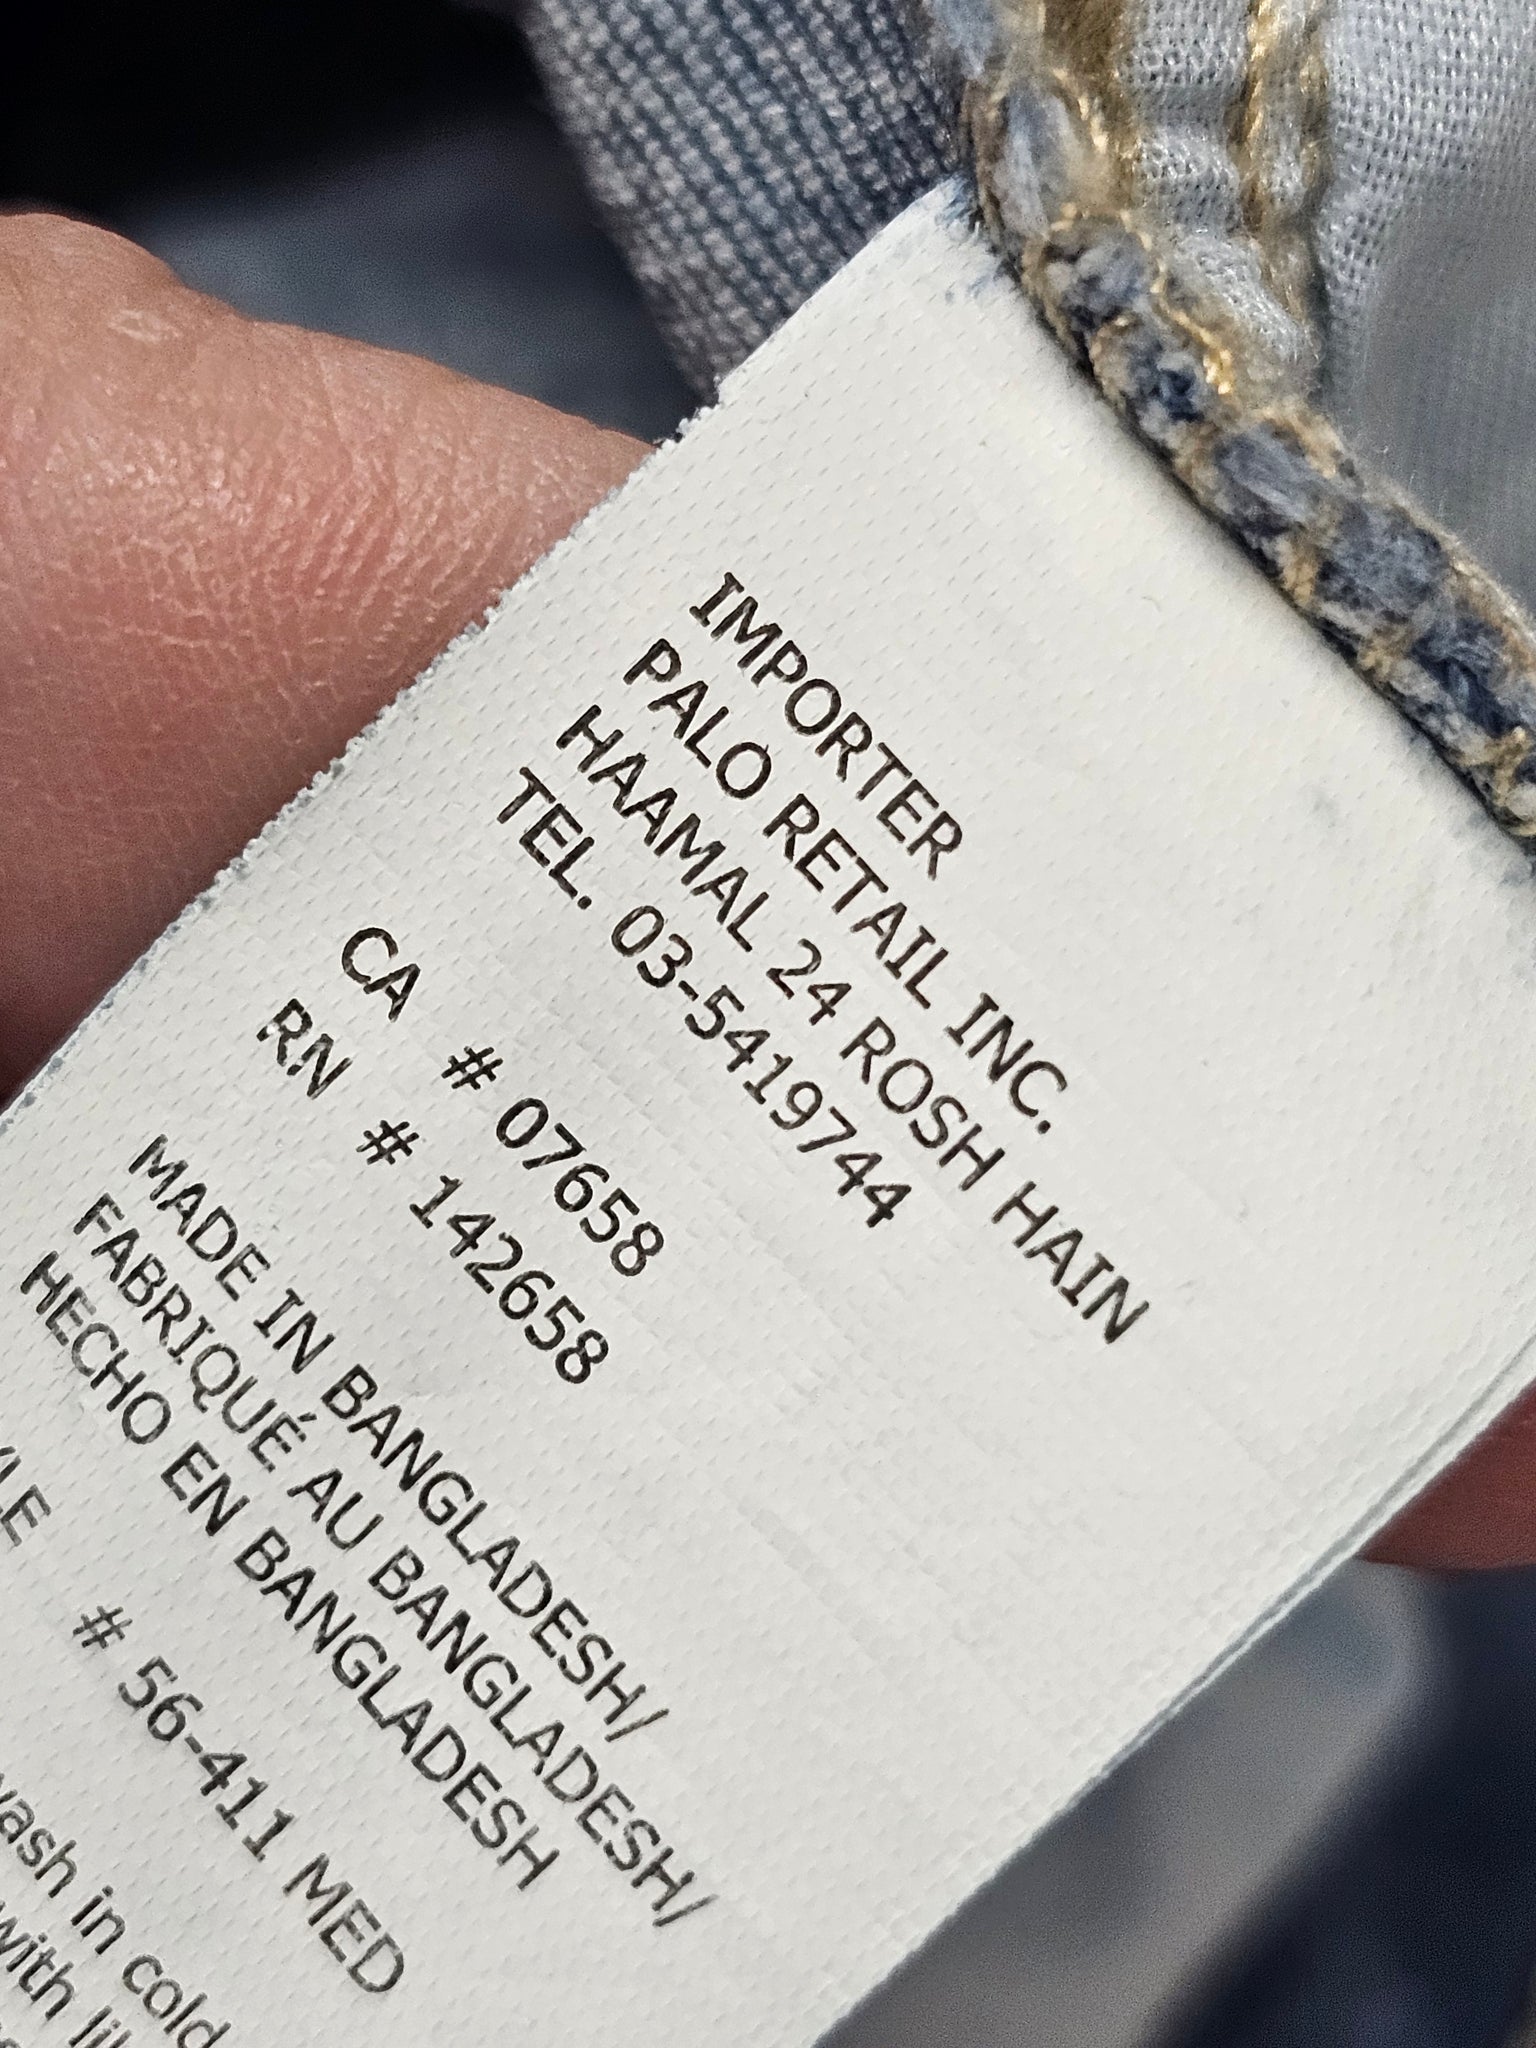 IMPORTER
PALO RETAIL INC.
HAAMAL 24 ROSH HAIN
TEL. 03-5419744
CA # 07658
RN # 142658
MADE IN BANGLADESH/
FABRIQUÉ AU BANGLADESH/
HECHO EN BANGLADESH
# 56-411 MED
in cold
with